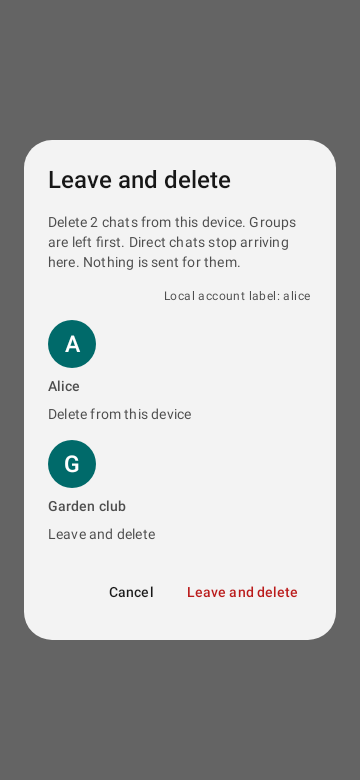 Leave and delete
Delete 2 chats from this device. Groups
are left first. Direct chats stop arriving
here. Nothing is sent for them.
Local account label: alice
A
Alice
Delete from this device
G
Garden club
Leave and delete
Cancel
Leave and delete